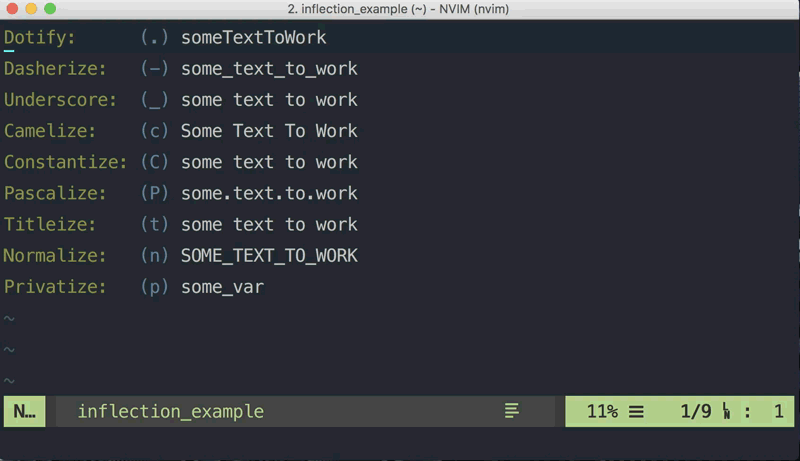 2. inflection_example (~) - NVIM (nvim)
Dotify: (.) someTextToWork
Dasherize: (-) some_text_to_work
Underscore: (_) some text to work
Camelize: (c) Some Text To Work
Constantize: (C) some text to work
Pascalize: (P) some.text.to.work
Titleize: (t) some text to work
Normalize: (n) SOME_TEXT_TO_WORK
Privatize: (p) some_var
~
~
~
N… inflection_example 11% ☰ 1/9 LN : 1